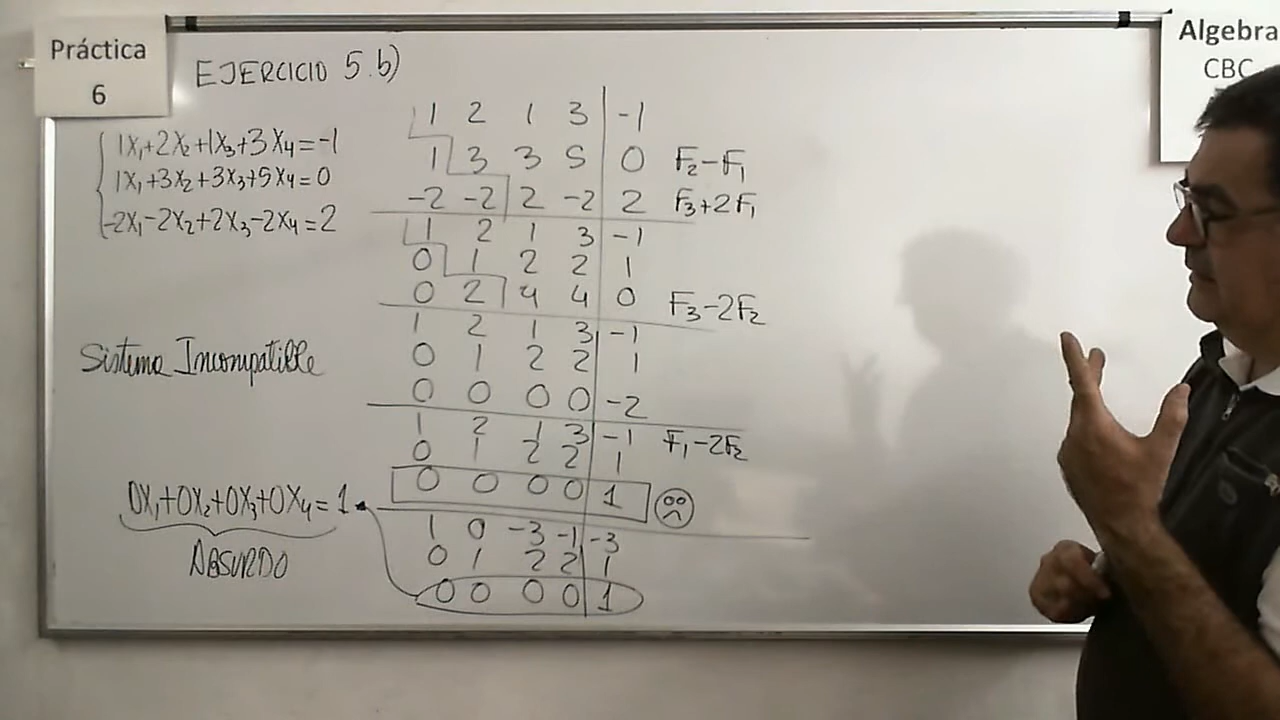 Práctica
6
Algebra
CBC
EJERCICIO 5.b)
1x₁+2x₂+1x₃+3x₄=-1
1x₁+3x₂+3x₃+5x₄=0
-2x₁-2x₂+2x₃-2x₄=2
1 2 1 3 | -1
1 3 3 5 | 0 F₂-F₁
-2 -2 2 -2 | 2 F₃+2F₁
1 2 1 3 | -1
0 1 2 2 | 1
0 2 4 4 | 0 F₃-2F₂
1 2 1 3 | -1
0 1 2 2 | 1
0 0 0 0 | -2
1 2 1 3 | -1 F₁-2F₂
0 1 2 2 | 1
0 0 0 0 | 1
1 0 -3 -1 | -3
0 1 2 2 | 1
0 0 0 0 | 1
Sistema Incompatible
0x₁+0x₂+0x₃+0x₄=1
ABSURDO